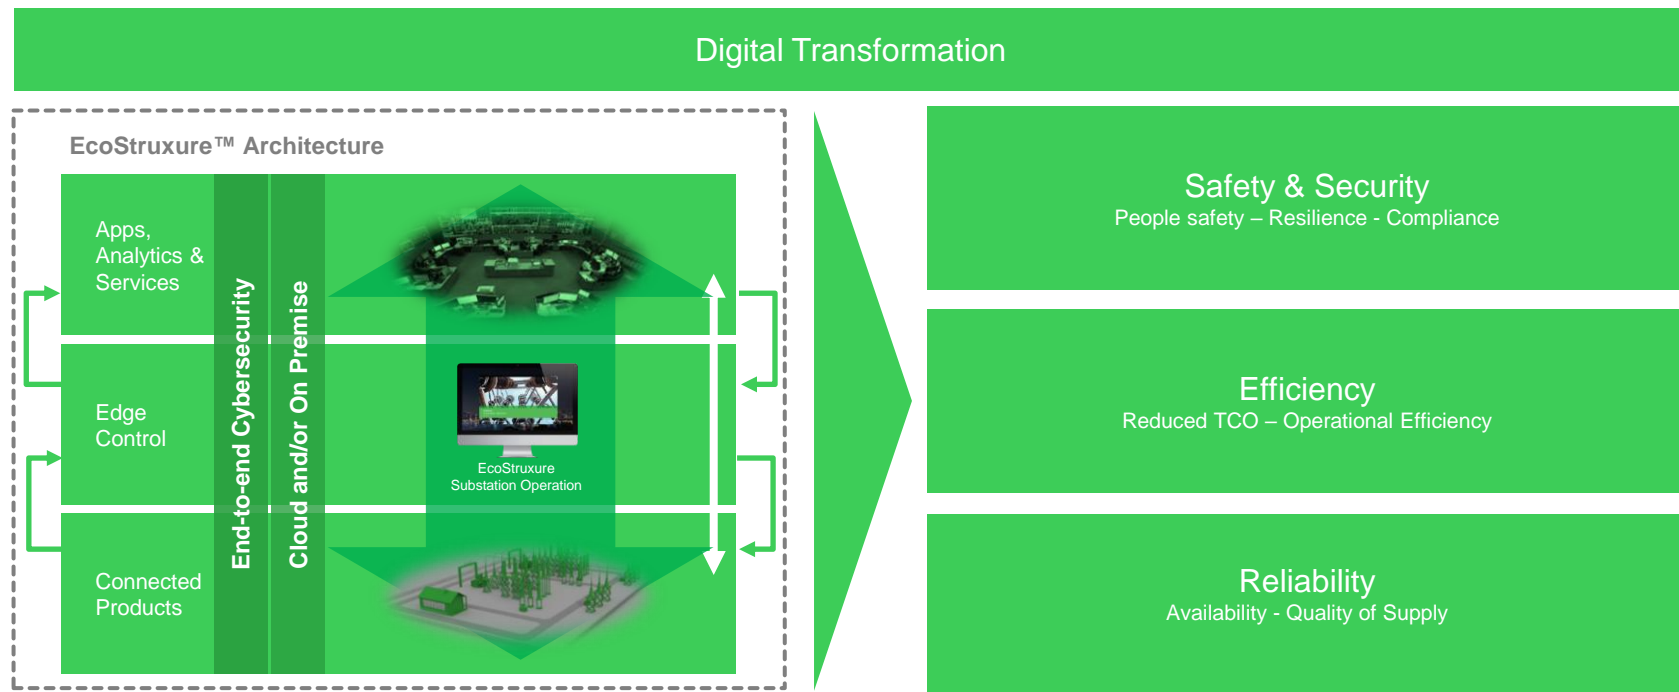 Digital Transformation
EcoStruxure™ Architecture
Apps,
Analytics &
Services
Edge
Control
Connected
Products
End-to-end Cybersecurity
Cloud and/or On Premise
EcoStruxure
Substation Operation
Safety & Security
People safety – Resilience - Compliance
Efficiency
Reduced TCO – Operational Efficiency
Reliability
Availability - Quality of Supply